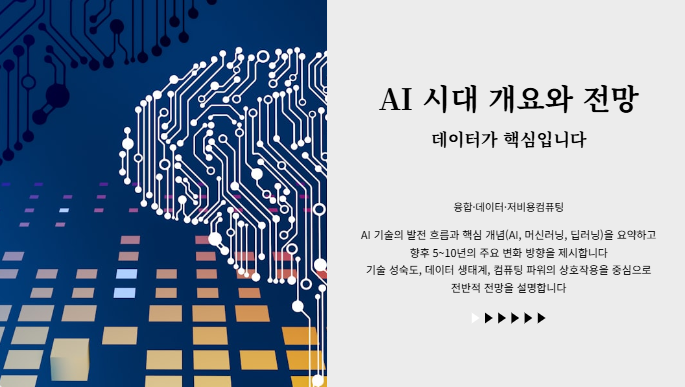 AI 시대 개요와 전망
데이터가 핵심입니다
융합·데이터·저비용컴퓨팅
AI 기술의 발전 흐름과 핵심 개념(AI, 머신러닝, 딥러닝)을 요약하고
향후 5~10년의 주요 변화 방향을 제시합니다
기술 성숙도, 데이터 생태계, 컴퓨팅 파워의 상호작용을 중심으로
전반적 전망을 설명합니다